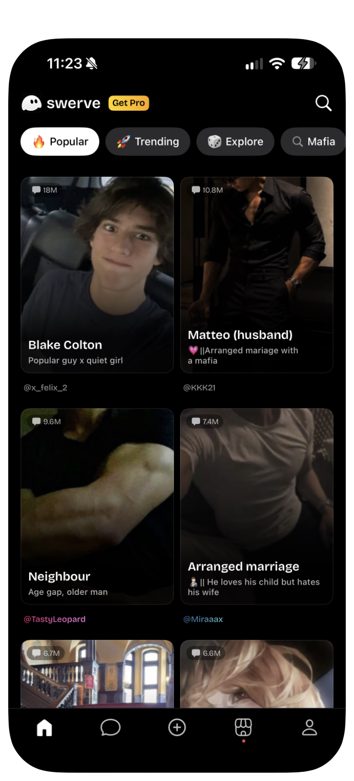 11:23
swerve Get Pro
Popular Trending Explore Mafia
18M
10.8M
Blake Colton
Popular guy x quiet girl
Matteo (husband)
💗||Arranged mariage with
a mafia
@x_felix_2
@KKK21
9.6M
7.4M
Neighbour
Age gap, older man
Arranged marriage
|| He loves his child but hates
his wife
@TastyLeopard
@Miraaax
6.7M
6.6M